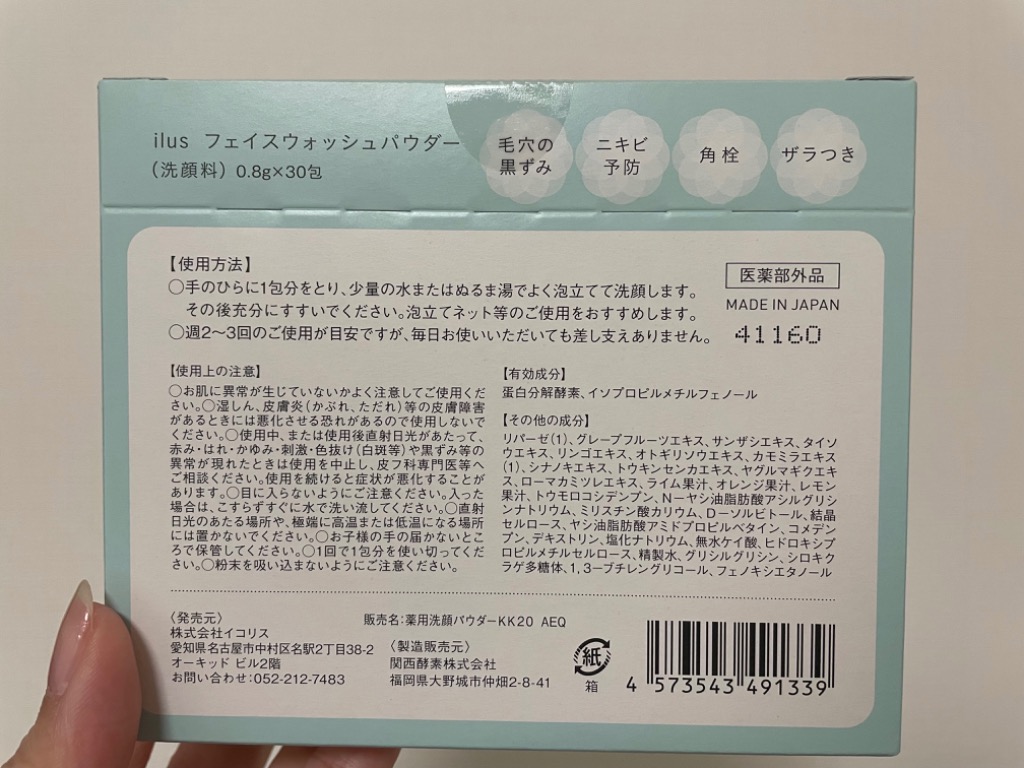 ilus フェイスウォッシュパウダー
(洗顔料) 0.8g×30包
毛穴の
黒ずみ
ニキビ
予防
角栓
ザラつき
【使用方法】
○手のひらに1包分をとり、少量の水またはぬるま湯でよく泡立てて洗顔します。
その後充分にすすいでください。泡立てネット等のご使用をおすすめします。
○週2〜3回のご使用が目安ですが、毎日お使いいただいても差し支えありません。
医薬部外品
MADE IN JAPAN
41160
【使用上の注意】
○お肌に異常が生じていないかよく注意してご使用くだ
さい。○湿しん、皮膚炎(かぶれ、ただれ)等の皮膚障害
があるときには悪化させる恐れがあるので使用しないで
ください。○使用中、または使用後直射日光があたって、
赤み・はれ・かゆみ・刺激・色抜け(白斑等)や黒ずみ等の
異常が現れたときは使用を中止し、皮フ科専門医等へ
ご相談ください。使用を続けると症状が悪化することが
あります。○目に入らないようにご注意ください。入った
場合は、こすらずすぐに水で洗い流してください。○直射
日光のあたる場所や、極端に高温または低温になる場所
には置かないでください。○お子様の手の届かないとこ
ろで保管してください。○1回で1包分を使い切ってくだ
さい。○粉末を吸い込まないようにご注意ください。
【有効成分】
蛋白分解酵素、イソプロピルメチルフェノール
【その他の成分】
リパーゼ(1)、グレープフルーツエキス、サンザシエキス、タイソ
ウエキス、リンゴエキス、オトギリソウエキス、カモミラエキス
(1)、シナノキエキス、トウキンセンカエキス、ヤグルマギクエキ
ス、ローマカミツレエキス、ライム果汁、オレンジ果汁、レモン
果汁、トウモロコシデンプン、N－ヤシ油脂肪酸アシルグリシ
ンナトリウム、ミリスチン酸カリウム、D－ソルビトール、結晶
セルロース、ヤシ油脂肪酸アミドプロピルベタイン、コメデン
プン、デキストリン、塩化ナトリウム、無水ケイ酸、ヒドロキシプ
ロピルメチルセルロース、精製水、グリシルグリシン、シロキク
ラゲ多糖体、1,3－ブチレングリコール、フェノキシエタノール
〈発売元〉
株式会社イコリス
愛知県名古屋市中村区名駅2丁目38-2
オーキッド ビル2階
お問い合わせ:052-212-7483
販売名:薬用洗顔パウダーKK20 AEQ
〈製造販売元〉
関西酵素株式会社
福岡県大野城市仲畑2-8-41
紙
箱
4 573543 491339